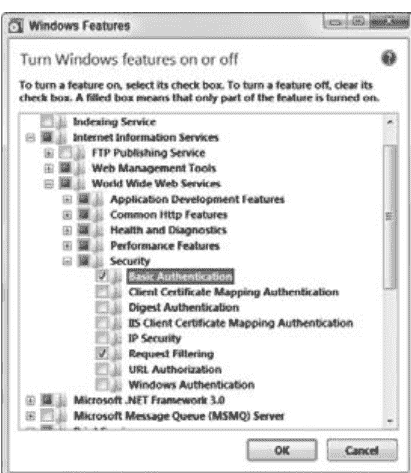 Windows Features
Turn Windows features on or off
To turn a feature on, select its check box. To turn a feature off, clear its
check box. A filled box means that only part of the feature is turned on.
Indexing Service
Internet Information Services
FTP Publishing Service
Web Management Tools
World Wide Web Services
Application Development Features
Common Http Features
Health and Diagnostics
Performance Features
Security
Basic Authentication
Client Certificate Mapping Authentication
Digest Authentication
IIS Client Certificate Mapping Authentication
IP Security
Request Filtering
URL Authorization
Windows Authentication
Microsoft .NET Framework 3.0
Microsoft Message Queue (MSMQ) Server
OK
Cancel